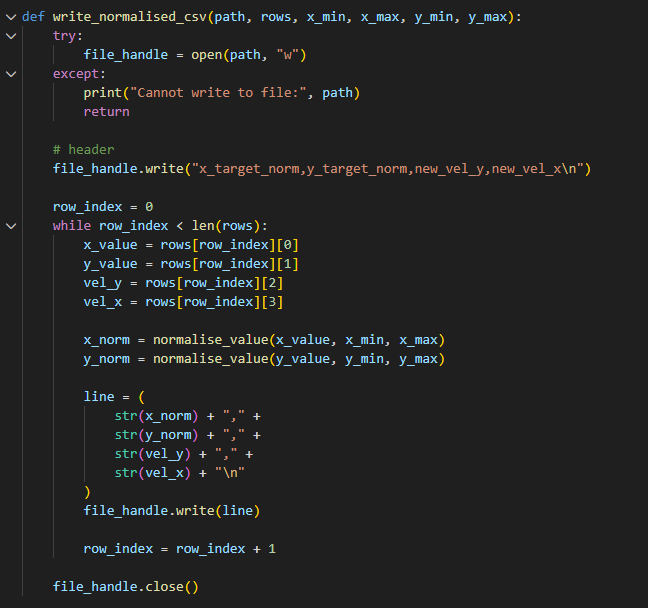 def write_normalised_csv(path, rows, x_min, x_max, y_min, y_max):
    try:
        file_handle = open(path, "w")
    except:
        print("Cannot write to file:", path)
        return

    # header
    file_handle.write("x_target_norm,y_target_norm,new_vel_y,new_vel_x\n")

    row_index = 0
    while row_index < len(rows):
        x_value = rows[row_index][0]
        y_value = rows[row_index][1]
        vel_y = rows[row_index][2]
        vel_x = rows[row_index][3]

        x_norm = normalise_value(x_value, x_min, x_max)
        y_norm = normalise_value(y_value, y_min, y_max)

        line = (
            str(x_norm) + "," +
            str(y_norm) + "," +
            str(vel_y) + "," +
            str(vel_x) + "\n"
        )
        file_handle.write(line)

        row_index = row_index + 1

    file_handle.close()